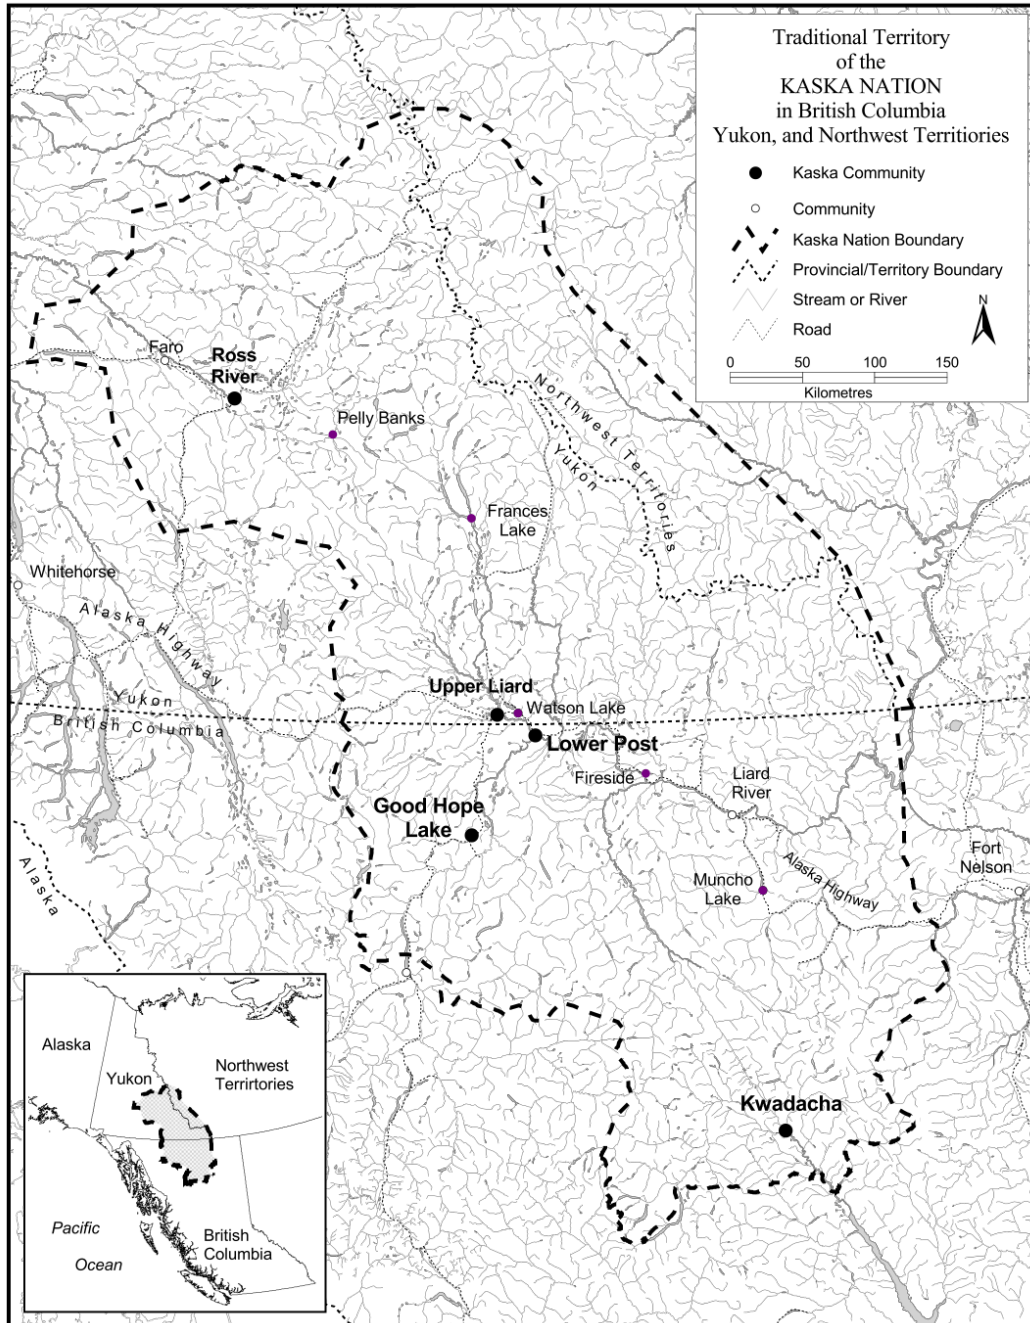 Traditional Territory
of the
KASKA NATION
in British Columbia
Yukon, and Northwest Territiories
Kaska Community
Community
Kaska Nation Boundary
Provincial/Territory Boundary
Stream or River
Road
N
0 50 100 150
Kilometres
Faro
Ross
River
Pelly Banks
Northwest Territories
Yukon
Frances
Lake
Whitehorse
Alaska Highway
Yukon
British Columbia
Upper Liard
Watson Lake
Lower Post
Fireside
Liard
River
Good Hope
Lake
Muncho
Lake
Alaska Highway
Fort
Nelson
Alaska
Kwadacha
Alaska
Yukon
Northwest
Terrirtories
Pacific
Ocean
British
Columbia